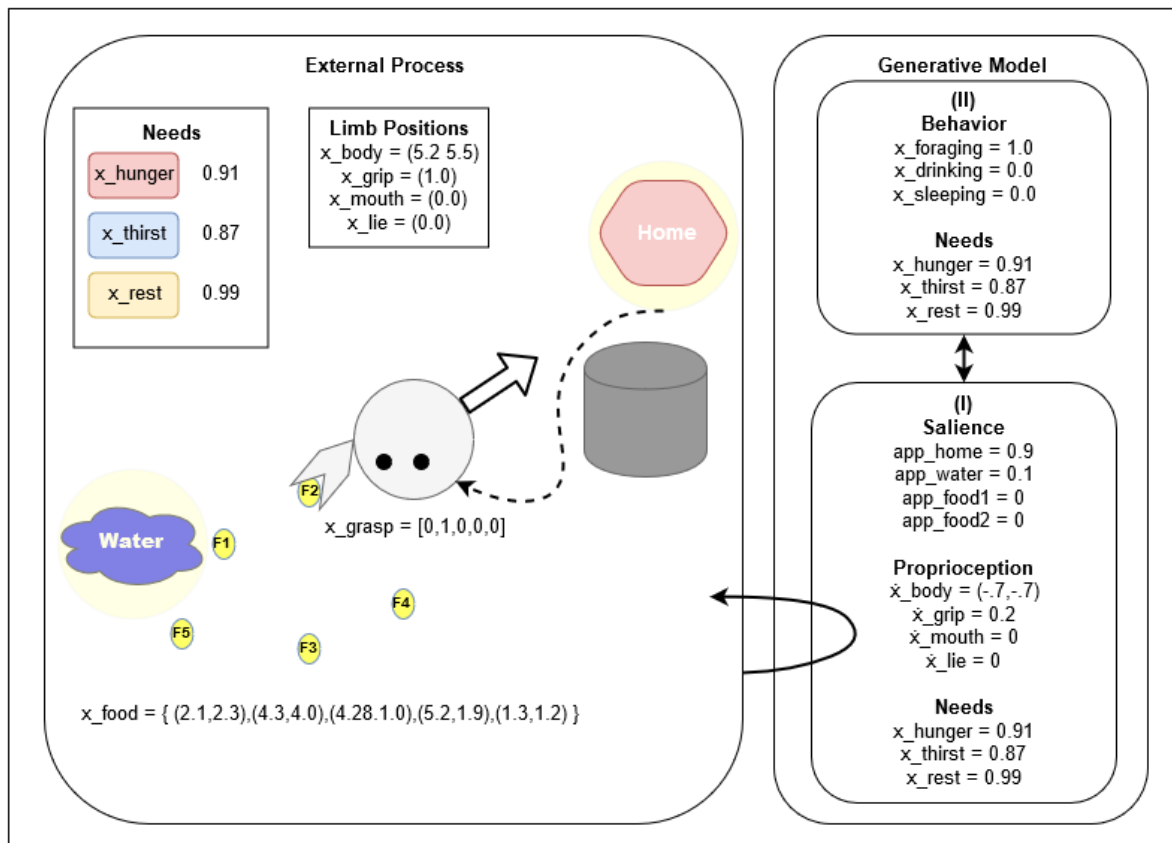 External Process
Needs
x_hunger 0.91
x_thirst 0.87
x_rest 0.99
Limb Positions
x_body = (5.2 5.5)
x_grip = (1.0)
x_mouth = (0.0)
x_lie = (0.0)
Home
F2
x_grasp = [0,1,0,0,0]
Water
F1
F4
F5
F3
x_food = { (2.1,2.3),(4.3,4.0),(4.28.1.0),(5.2,1.9),(1.3,1.2) }
Generative Model
(II)
Behavior
x_foraging = 1.0
x_drinking = 0.0
x_sleeping = 0.0
Needs
x_hunger = 0.91
x_thirst = 0.87
x_rest = 0.99
(I)
Salience
app_home = 0.9
app_water = 0.1
app_food1 = 0
app_food2 = 0
Proprioception
ẋ_body = (-.7,-.7)
ẋ_grip = 0.2
ẋ_mouth = 0
ẋ_lie = 0
Needs
x_hunger = 0.91
x_thirst = 0.87
x_rest = 0.99